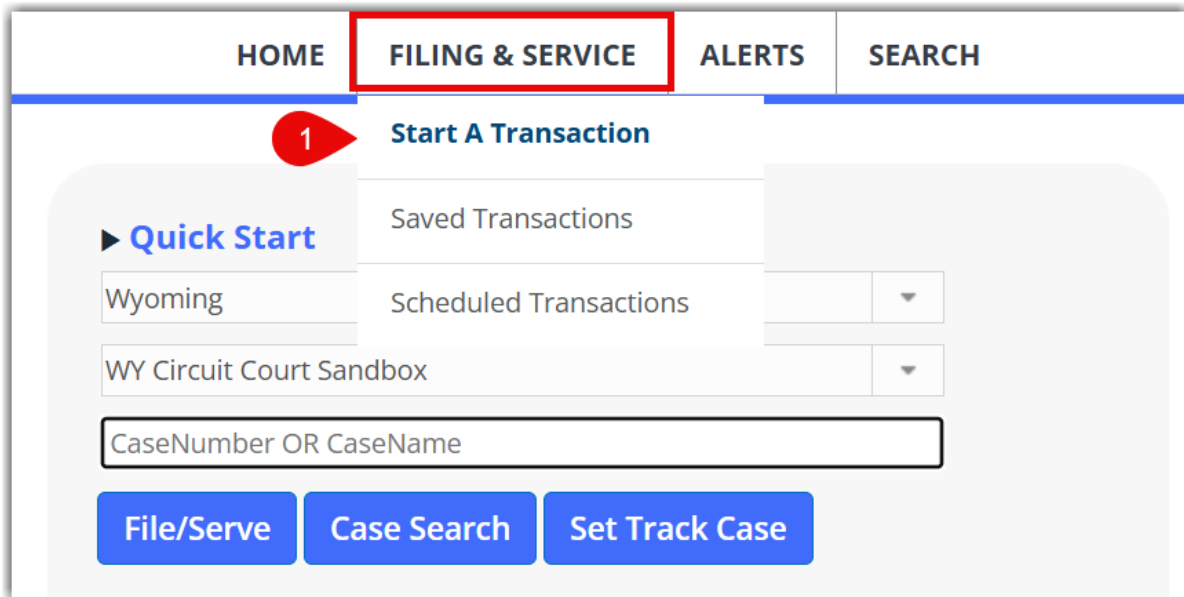 HOME FILING & SERVICE ALERTS SEARCH
1 Start A Transaction
Saved Transactions
Quick Start
Wyoming
Scheduled Transactions
WY Circuit Court Sandbox
CaseNumber OR CaseName
File/Serve Case Search Set Track Case